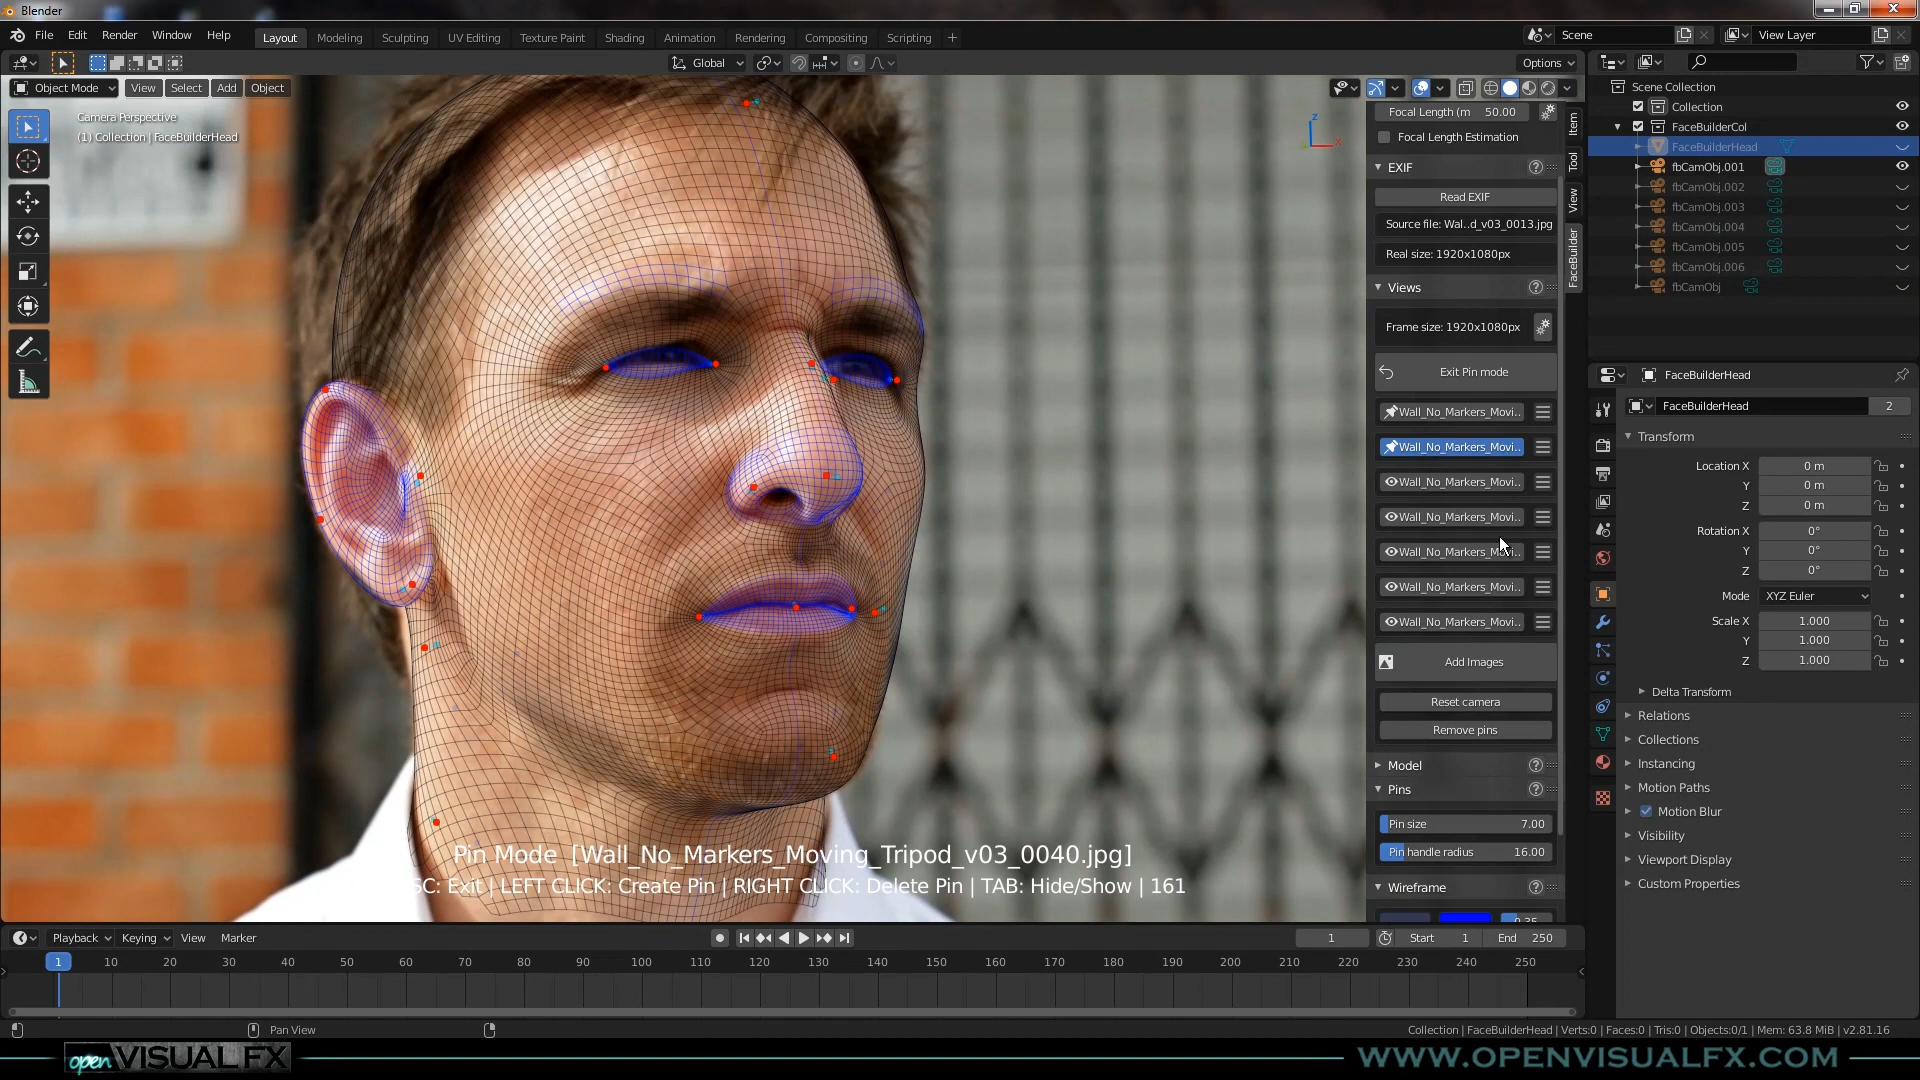 Blender
File Edit Render Window Help
Layout Modeling Sculpting UV Editing Texture Paint Shading Animation Rendering Compositing Scripting +
Scene
View Layer
Global
Options
Object Mode View Select Add Object
Camera Perspective
(1) Collection | FaceBuilderHead
Z
X
Focal Length (m 50.00
Focal Length Estimation
EXIF
Read EXIF
Source file: Wal..d_v03_0013.jpg
Real size: 1920x1080px
Views
Frame size: 1920x1080px
Exit Pin mode
Wall_No_Markers_Movi..
Wall_No_Markers_Movi..
Wall_No_Markers_Movi..
Wall_No_Markers_Movi..
Wall_No_Markers_Movi..
Wall_No_Markers_Movi..
Wall_No_Markers_Movi..
Add Images
Reset camera
Remove pins
Model
Pins
Pin size 7.00
Pin handle radius 16.00
Wireframe
0.35
Item
Tool
View
FaceBuilder
Scene Collection
Collection
FaceBuilderCol
FaceBuilderHead
fbCamObj.001
fbCamObj.002
fbCamObj.003
fbCamObj.004
fbCamObj.005
fbCamObj.006
fbCamObj
FaceBuilderHead
FaceBuilderHead 2
Transform
Location X 0 m
Y 0 m
Z 0 m
Rotation X 0°
Y 0°
Z 0°
Mode XYZ Euler
Scale X 1.000
Y 1.000
Z 1.000
Delta Transform
Relations
Collections
Instancing
Motion Paths
Motion Blur
Visibility
Viewport Display
Custom Properties
Pin Mode [Wall_No_Markers_Moving_Tripod_v03_0040.jpg]
SC: Exit | LEFT CLICK: Create Pin | RIGHT CLICK: Delete Pin | TAB: Hide/Show | 161
Playback Keying View Marker
1 Start 1 End 250
1 10 20 30 40 50 60 70 80 90 100 110 120 130 140 150 160 170 180 190 200 210 220 230 240 250
Pan View
Collection | FaceBuilderHead | Verts:0 | Faces:0 | Tris:0 | Objects:0/1 | Mem: 63.8 MiB | v2.81.16
open VISUALFX
WWW.OPENVISUALFX.COM